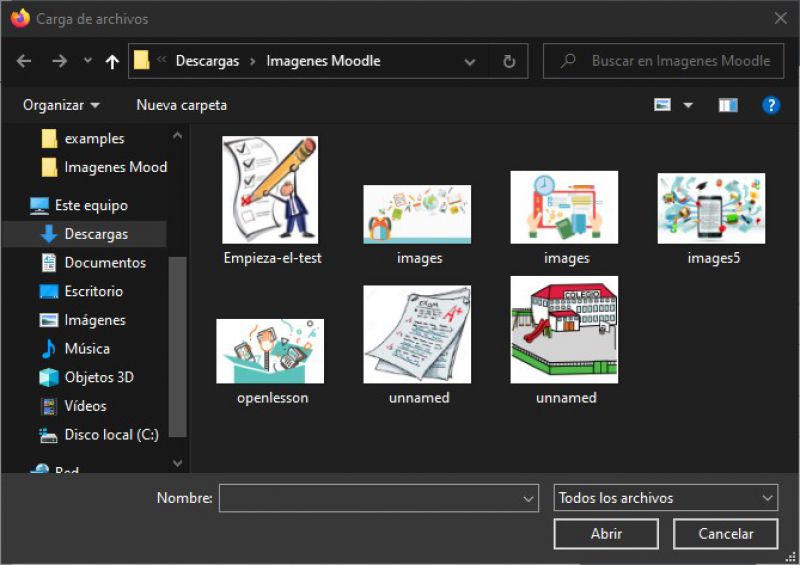 Carga de archivos
Descargas Imagenes Moodle
Buscar en Imagenes Moodle
Organizar Nueva carpeta
examples
Imagenes Mood
Este equipo
Descargas
Documentos
Escritorio
Imágenes
Música
Objetos 3D
Vídeos
Disco local (C:)
Red
Empieza-el-test
images
images
images5
EXAM
A+
COLEGIO
openlesson
unnamed
unnamed
Nombre:
Todos los archivos
Abrir Cancelar